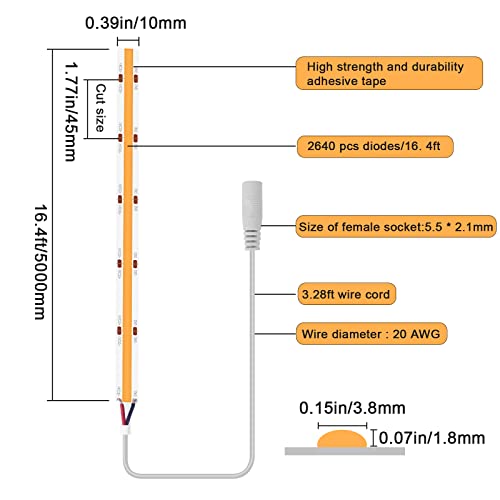 0.39in/10mm
1.77in/45mm
Cut size
16.4ft/5000mm
High strength and durability
adhesive tape
2640 pcs diodes/16. 4ft
Size of female socket:5.5 * 2.1mm
3.28ft wire cord
Wire diameter : 20 AWG
0.15in/3.8mm
0.07in/1.8mm